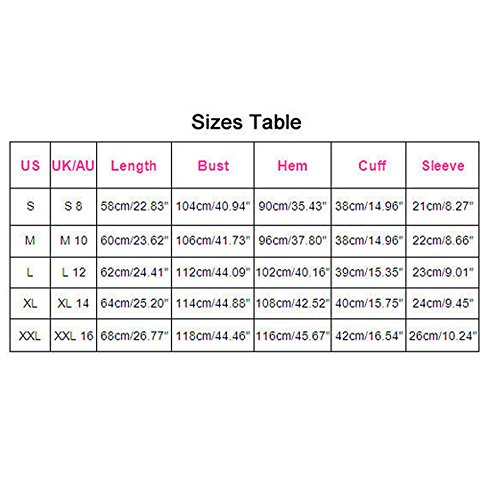 Sizes Table
US UK/AU Length Bust Hem Cuff Sleeve
S S 8 58cm/22.83" 104cm/40.94" 90cm/35.43" 38cm/14.96" 21cm/8.27"
M M 10 60cm/23.62" 106cm/41.73" 96cm/37.80" 38cm/14.96" 22cm/8.66"
L L 12 62cm/24.41" 112cm/44.09" 102cm/40.16" 39cm/15.35" 23cm/9.01"
XL XL 14 64cm/25.20" 114cm/44.88" 108cm/42.52" 40cm/15.75" 24cm/9.45"
XXL XXL 16 68cm/26.77" 118cm/44.46" 116cm/45.67" 42cm/16.54" 26cm/10.24"